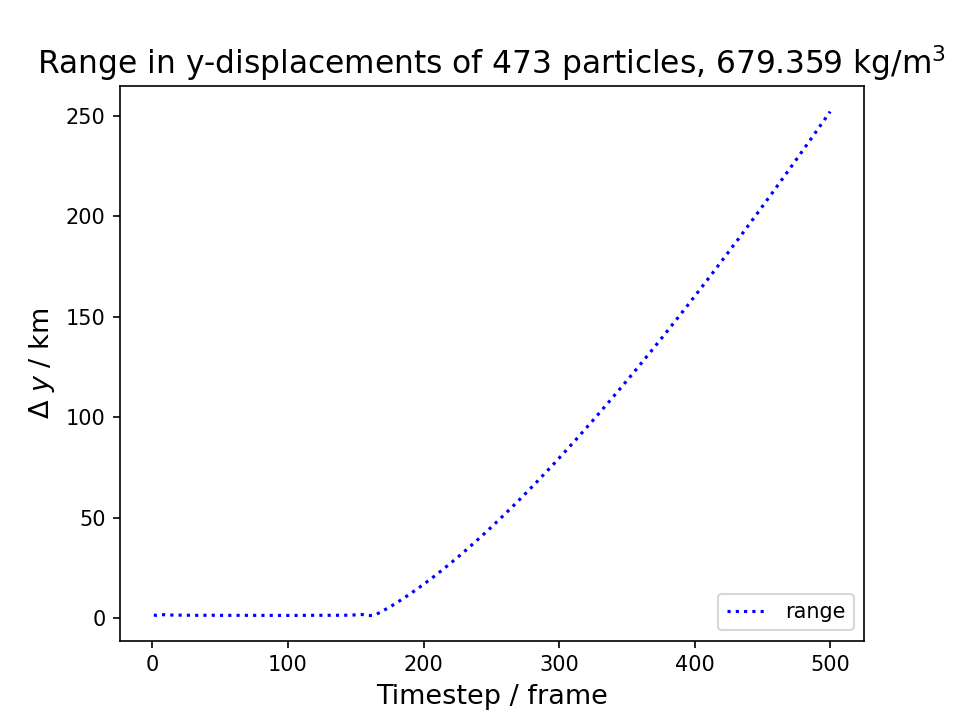 Range in y-displacements of 473 particles, 679.359 kg/m³
250
200
150
100
50
0
Δ y / km
range
0 100 200 300 400 500
Timestep / frame